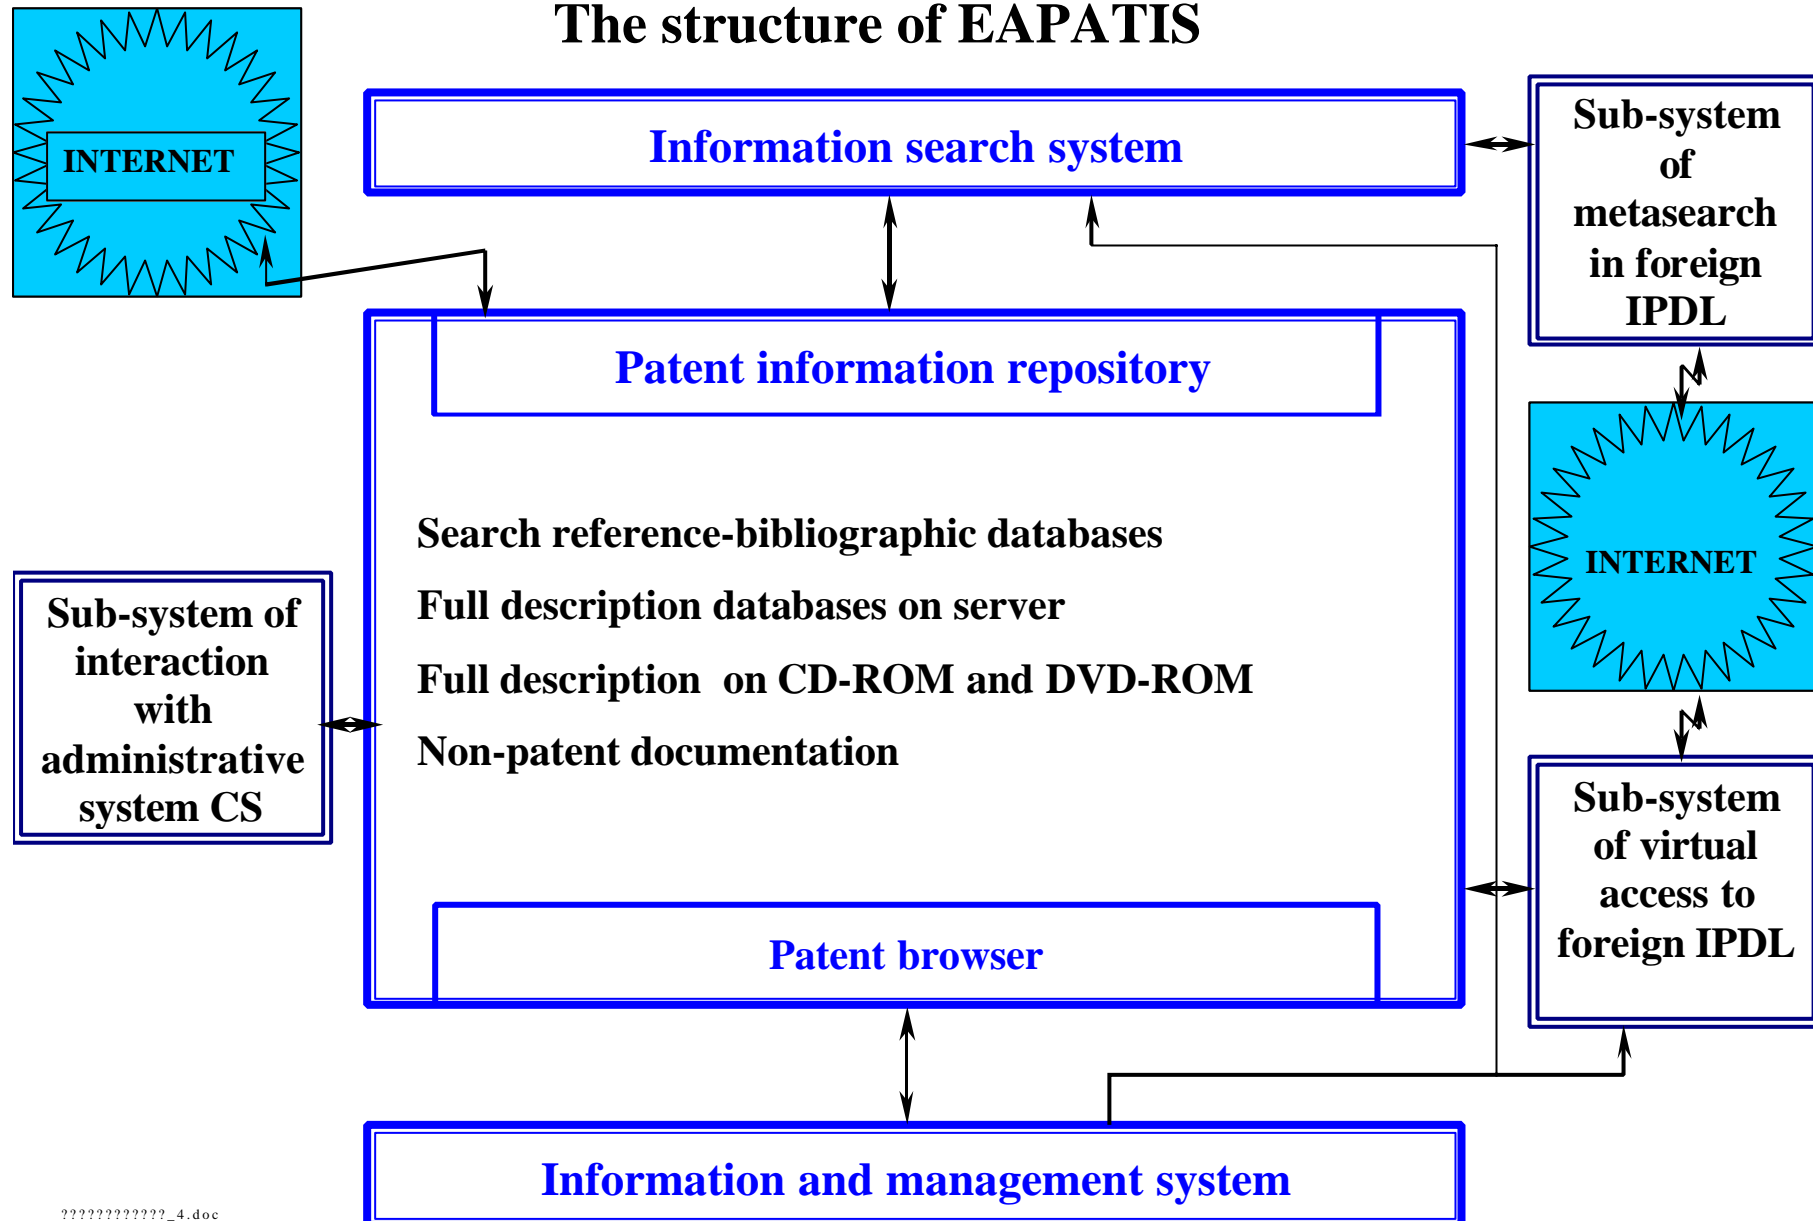 The structure of EAPATIS
INTERNET
Information search system
Sub-system
of
metasearch
in foreign
IPDL
Patent information repository
Search reference-bibliographic databases
Full description databases on server
Full description  on CD-ROM and DVD-ROM
Non-patent documentation
INTERNET
Sub-system of
interaction
with
administrative
system CS
Sub-system
of virtual
access to
foreign IPDL
Patent browser
Information and management system
????????????_4.doc